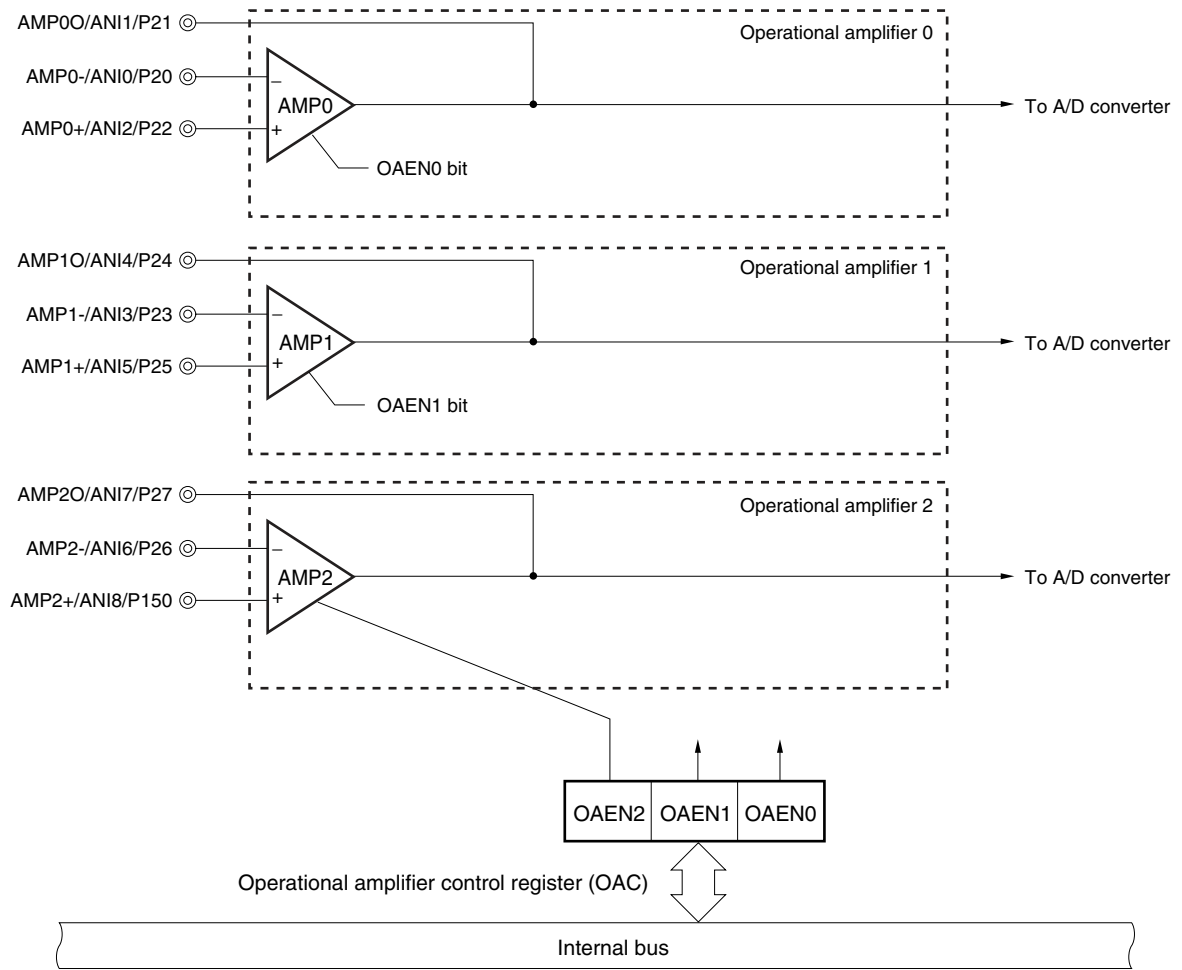 AMP0O/ANI1/P21
Operational amplifier 0
AMP0-/ANI0/P20
−
AMP0
To A/D converter
AMP0+/ANI2/P22
+
OAEN0 bit
AMP1O/ANI4/P24
Operational amplifier 1
AMP1-/ANI3/P23
−
AMP1
To A/D converter
AMP1+/ANI5/P25
+
OAEN1 bit
AMP2O/ANI7/P27
Operational amplifier 2
AMP2-/ANI6/P26
−
AMP2
To A/D converter
AMP2+/ANI8/P150
+
OAEN2 OAEN1 OAEN0
Operational amplifier control register (OAC)
Internal bus